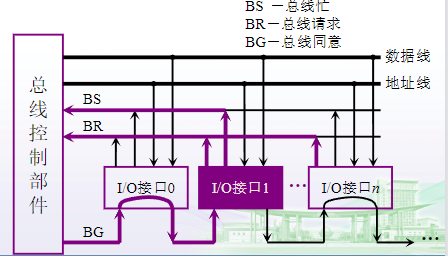 BS －总线忙
BR－总线请求
BG－总线同意
数据线
地址线
BS
BR
总线控制部件
I/O接口0
I/O接口1
…
I/O接口n
BG
…